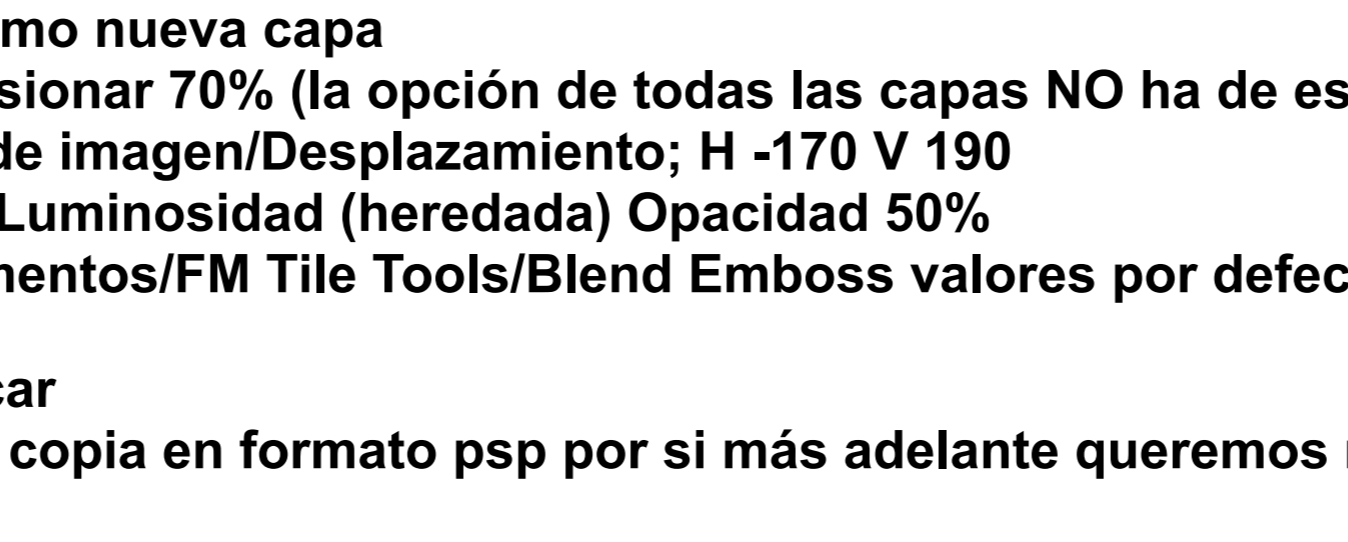 mo nueva capa
sionar 70% (la opción de todas las capas NO ha de es
de imagen/Desplazamiento; H -170 V 190
Luminosidad (heredada) Opacidad 50%
mentos/FM Tile Tools/Blend Emboss valores por defec
car
copia en formato psp por si más adelante queremos